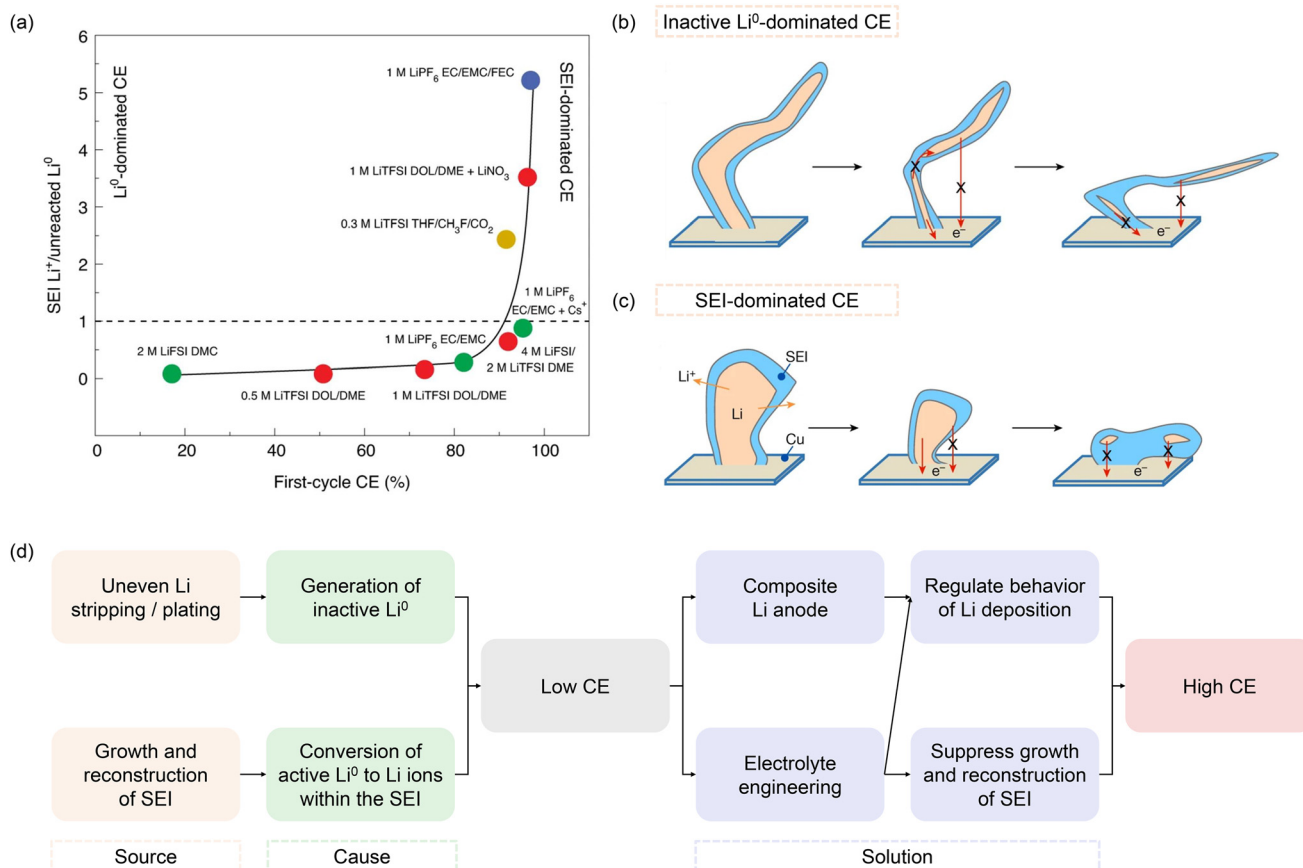 (a)
Li⁰-dominated CE
SEI-dominated CE
SEI Li⁺/unreacted Li⁰
6
5
4
3
2
1
0
1 M LiPF₆ EC/EMC/FEC
1 M LiTFSI DOL/DME + LiNO₃
0.3 M LiTFSI THF/CH₃F/CO₂
1 M LiPF₆
EC/EMC + Cs⁺
1 M LiPF₆ EC/EMC
4 M LiFSI/
2 M LiTFSI DME
2 M LiFSI DMC
0.5 M LiTFSI DOL/DME
1 M LiTFSI DOL/DME
0
20
40
60
80
100
First-cycle CE (%)
(b)
Inactive Li⁰-dominated CE
X
X
e⁻
X
X
e⁻
(c)
SEI-dominated CE
SEI
Li⁺
Li
Cu
X
e⁻
X
X
e⁻
(d)
Uneven Li
stripping / plating
Generation of
inactive Li⁰
Composite
Li anode
Regulate behavior
of Li deposition
Low CE
High CE
Growth and
reconstruction
of SEI
Conversion of
active Li⁰ to Li ions
within the SEI
Electrolyte
engineering
Suppress growth
and reconstruction
of SEI
Source
Cause
Solution